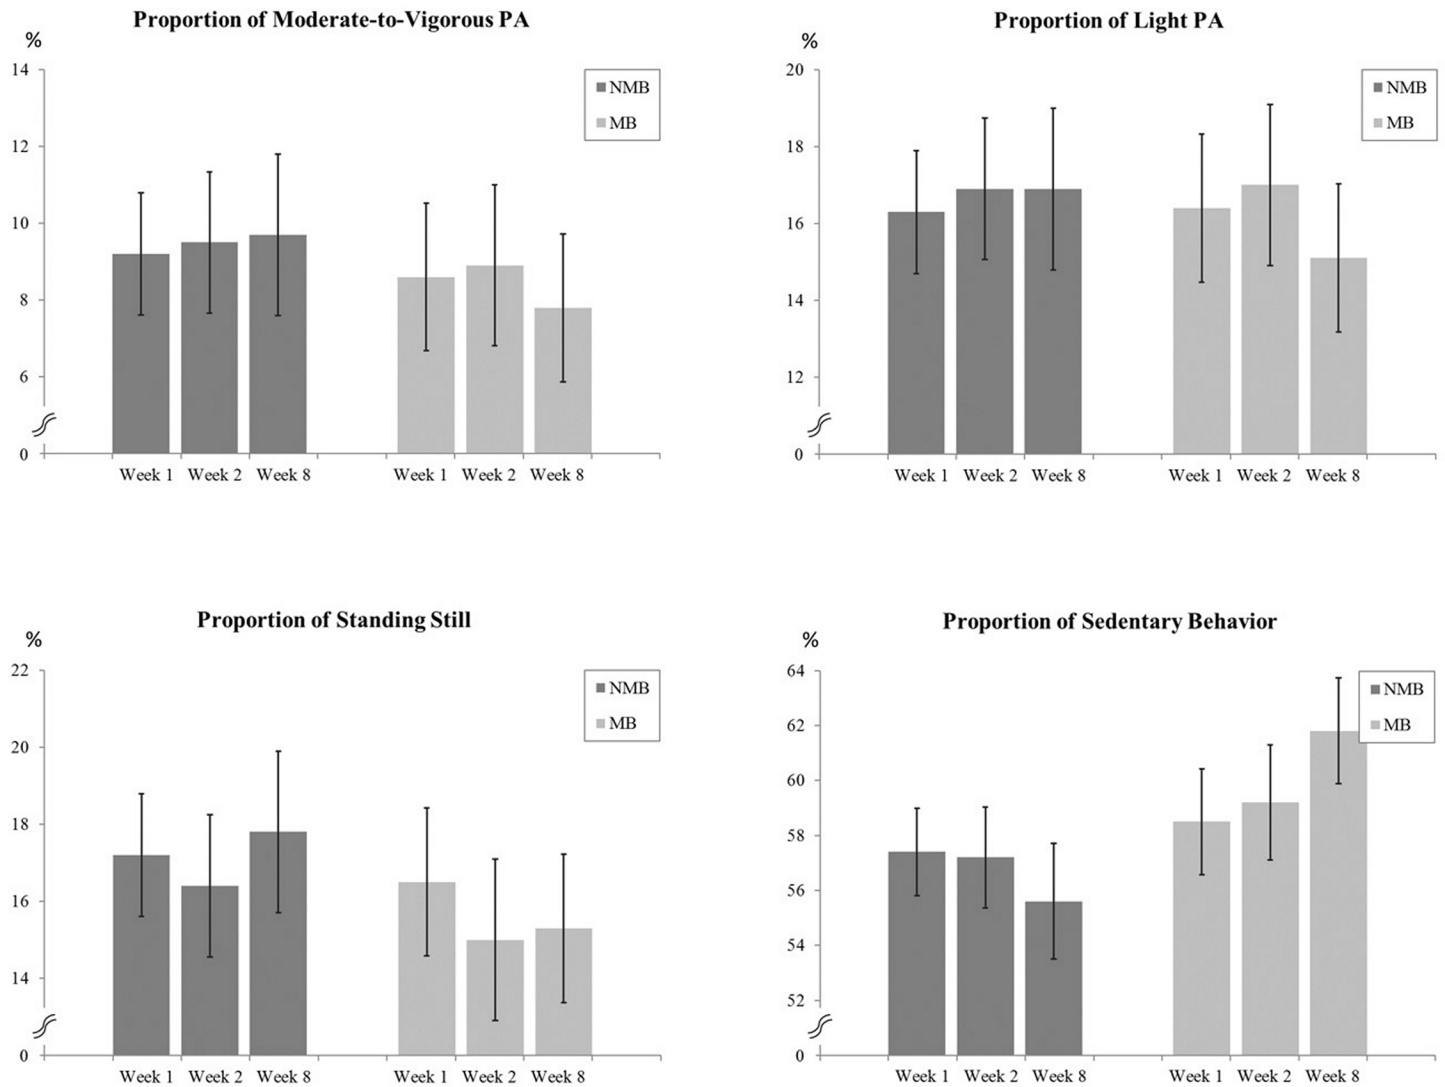 Proportion of Moderate-to-Vigorous PA
%
14
12
10
8
6
0
NMB
MB
Week 1 Week 2 Week 8 Week 1 Week 2 Week 8
Proportion of Light PA
%
20
18
16
14
12
0
NMB
MB
Week 1 Week 2 Week 8 Week 1 Week 2 Week 8
Proportion of Standing Still
%
22
20
18
16
14
0
NMB
MB
Week 1 Week 2 Week 8 Week 1 Week 2 Week 8
Proportion of Sedentary Behavior
%
64
62
60
58
56
54
52
0
NMB
MB
Week 1 Week 2 Week 8 Week 1 Week 2 Week 8